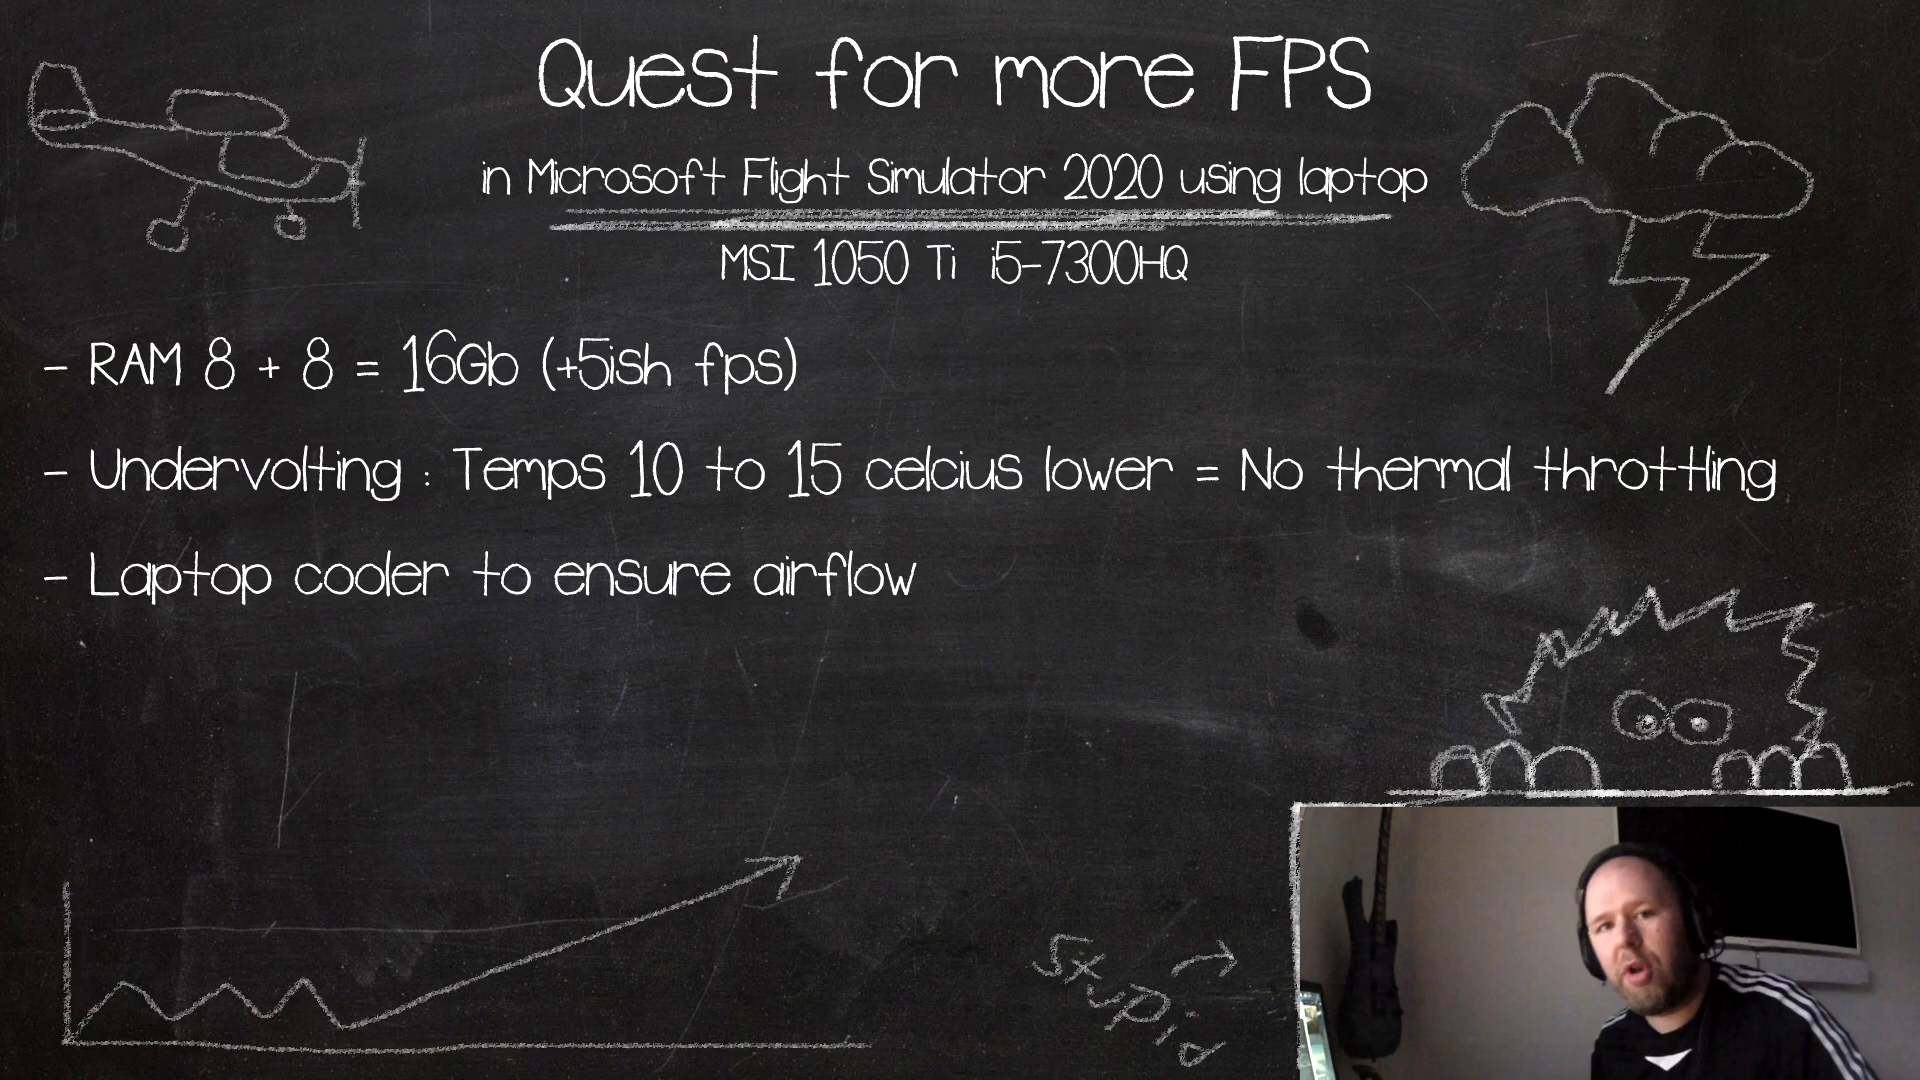 Quest for more FPS
in Microsoft Flight Simulator 2020 using laptop
MSI 1050 Ti i5-7300HQ
- RAM 8 + 8 = 16Gb (+5ish fps)
- Undervolting : Temps 10 to 15 celcius lower = No thermal throttling
- Laptop cooler to ensure airflow
Stupid